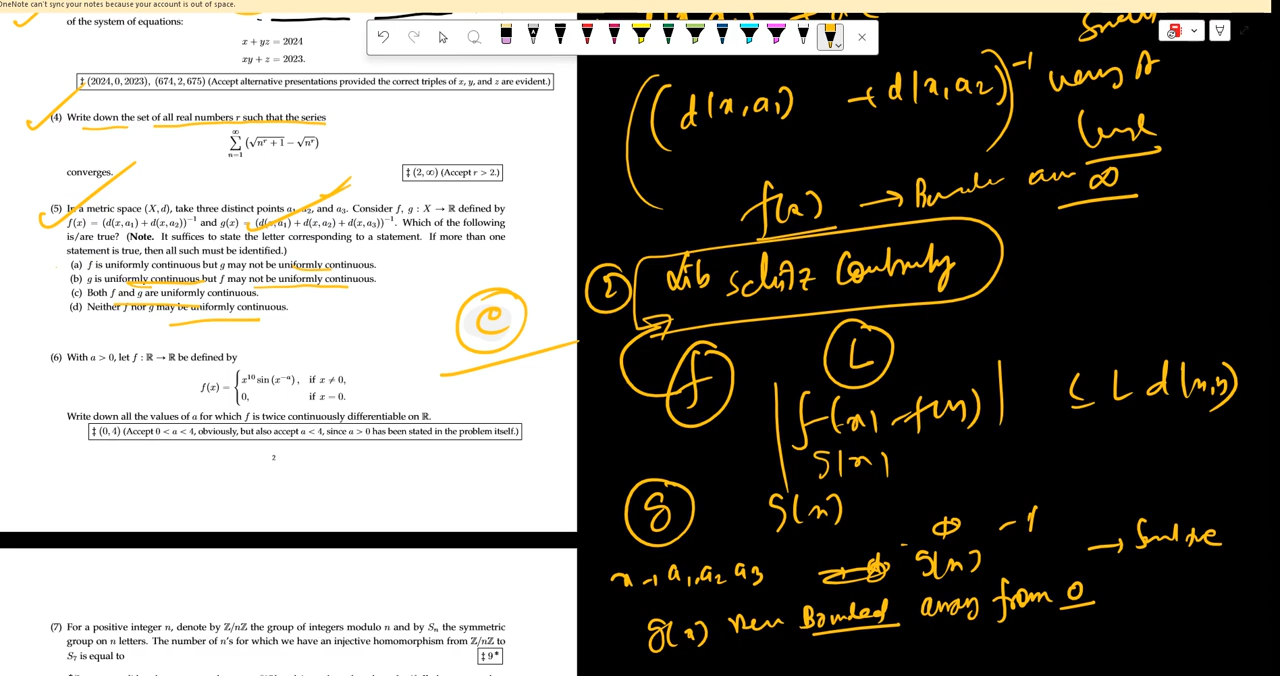 OneNote can't sync your notes because your account is out of space.
of the system of equations:
x + yz = 2024
xy + z = 2023.
‡ (2024, 0, 2023), (674, 2, 675) (Accept alternative presentations provided the correct triples of x, y, and z are evident.)
(4) Write down the set of all real numbers r such that the series
∞
∑ (√n^r + 1 − √n^r)
n=1
converges.
‡ (2, ∞) (Accept r > 2.)
(5) In a metric space (X, d), take three distinct points a₁, a₂, and a₃. Consider f, g : X → ℝ defined by
f(x) = (d(x, a₁) + d(x, a₂))⁻¹ and g(x) = (d(x, a₁) + d(x, a₂) + d(x, a₃))⁻¹. Which of the following
is/are true? (Note. It suffices to state the letter corresponding to a statement. If more than one
statement is true, then all such must be identified.)
(a) f is uniformly continuous but g may not be uniformly continuous.
(b) g is uniformly continuous but f may not be uniformly continuous.
(c) Both f and g are uniformly continuous.
(d) Neither f nor g may be uniformly continuous.
C
(6) With a > 0, let f : ℝ → ℝ be defined by
f(x) = { x¹⁰ sin (x⁻ᵃ), if x ≠ 0,
0, if x = 0.
Write down all the values of a for which f is twice continuously differentiable on ℝ.
‡ (0, 4) (Accept 0 < a < 4, obviously, but also accept a < 4, since a > 0 has been stated in the problem itself.)
2
(7) For a positive integer n, denote by ℤ/nℤ the group of integers modulo n and by Sₙ the symmetric
group on n letters. The number of n's for which we have an injective homomorphism from ℤ/nℤ to
S₇ is equal to
‡ 9*
((d(x, a₁) + d(x, a₂))⁻¹
∞
f(x) →
2 Lib schitz Continuty
f L
|f(x) - f(y)| ≤ L d(x,y)
g(x)
g g(x)
x → a₁, a₂ a₃ g(x) →
g(x) Bounded away from 0